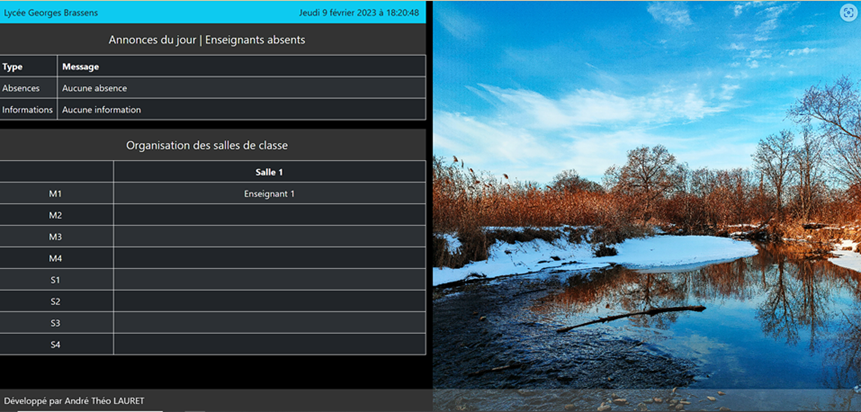 Lycée Georges Brassens Jeudi 9 février 2023 à 18:20:48
Annonces du jour | Enseignants absents
Type Message
Absences Aucune absence
Informations Aucune information
Organisation des salles de classe
Salle 1
M1 Enseignant 1
M2
M3
M4
S1
S2
S3
S4
Développé par André Théo LAURET